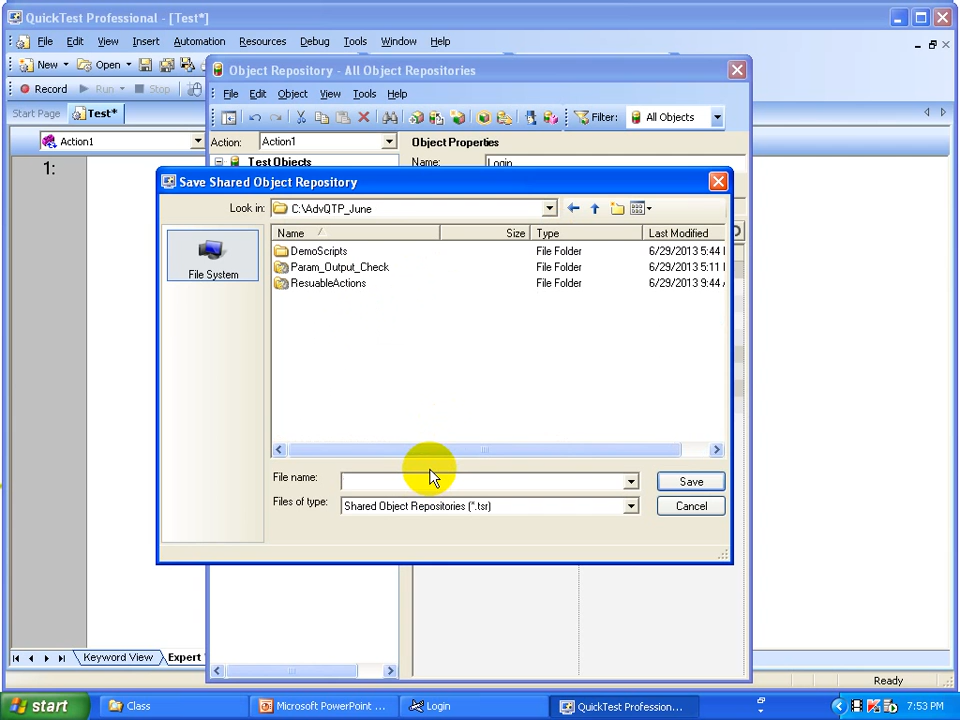 QuickTest Professional - [Test*]
File Edit View Insert Automation Resources Debug Tools Window Help
New Open
Record Run Stop
Start Page Test*
Action1
1:
Object Repository - All Object Repositories
File Edit Object View Tools Help
Filter: All Objects
Action: Action1 Object Properties
Test Objects Name: Login
Save Shared Object Repository
Look in: C:\AdvQTP_June
Name Size Type Last Modified
DemoScripts File Folder 6/29/2013 5:44
Param_Output_Check File Folder 6/29/2013 5:11
ResuableActions File Folder 6/29/2013 9:44
File System
File name: Save
Files of type: Shared Object Repositories (*.tsr) Cancel
Keyword View Expert
Ready
start Class Microsoft PowerPoint ... Login QuickTest Profession... 7:53 PM